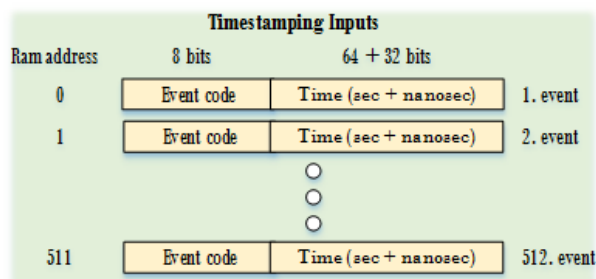 Timestamping Inputs
Ram address 8 bits 64 + 32 bits
0 Event code Time (sec + nanosec) 1. event
1 Event code Time (sec + nanosec) 2. event
511 Event code Time (sec + nanosec) 512. event